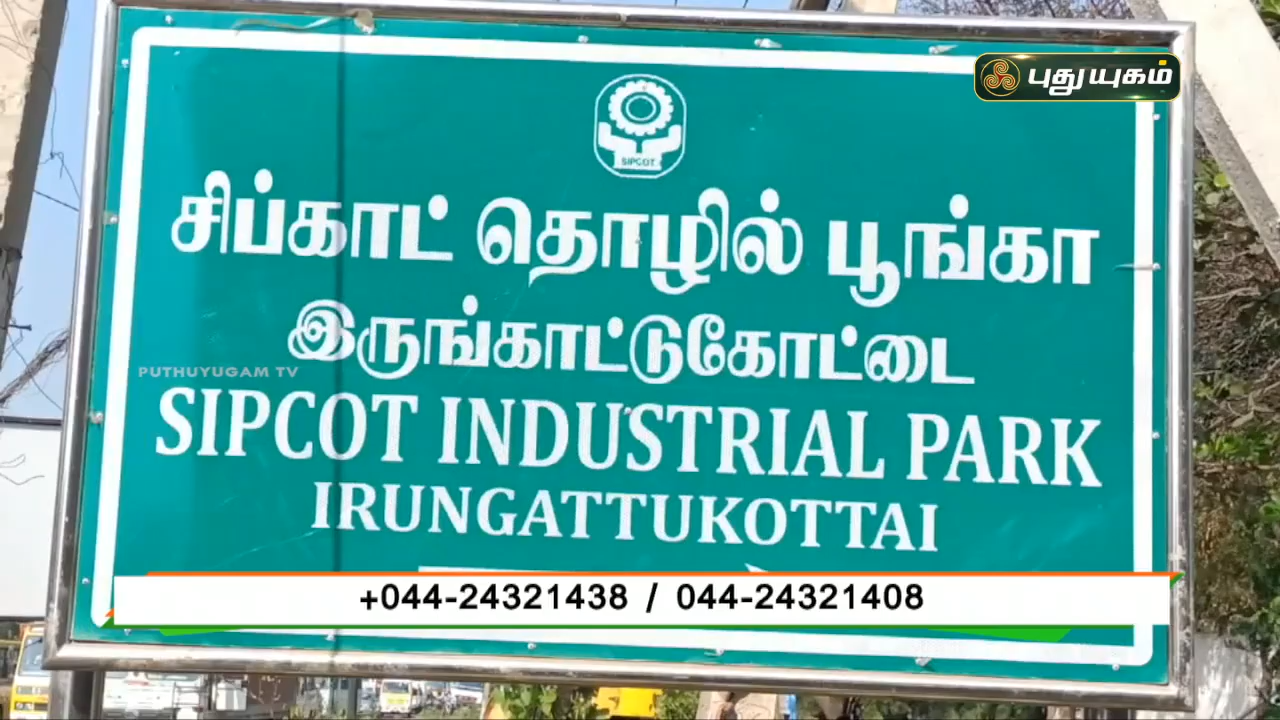 புதுயுகம்
SIPCOT
சிப்காட் தொழில் பூங்கா
இருங்காட்டுகோட்டை
PUTHUYUGAM TV
SIPCOT INDUSTRIAL PARK
IRUNGATTUKOTTAI
+044-24321438 / 044-24321408